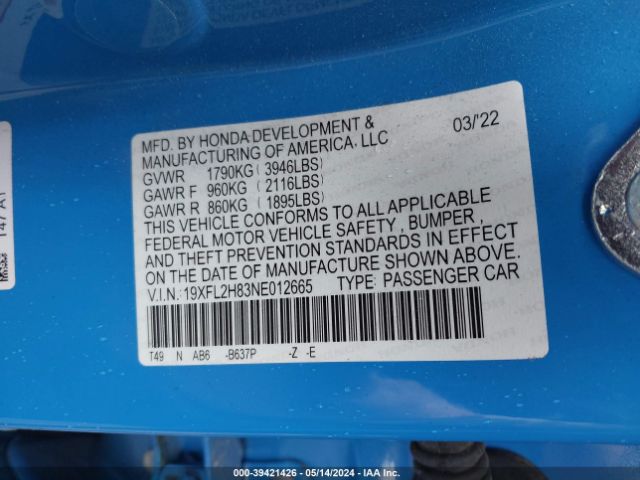 MFD. BY HONDA DEVELOPMENT & 03/'22
MANUFACTURING OF AMERICA, LLC
GVWR 1790KG (3946LBS)
GAWR F 960KG (2116LBS)
GAWR R 860KG (1895LBS)
THIS VEHICLE CONFORMS TO ALL APPLICABLE
FEDERAL MOTOR VEHICLE SAFETY , BUMPER ,
AND THEFT PREVENTION STANDARDS IN EFFECT
ON THE DATE OF MANUFACTURE SHOWN ABOVE.
V.I.N.: 19XFL2H83NE012665 TYPE: PASSENGER CAR
T49 N AB6 -B637P -Z -E
T47 A1
000-39421426 - 05/14/2024 - IAA Inc.